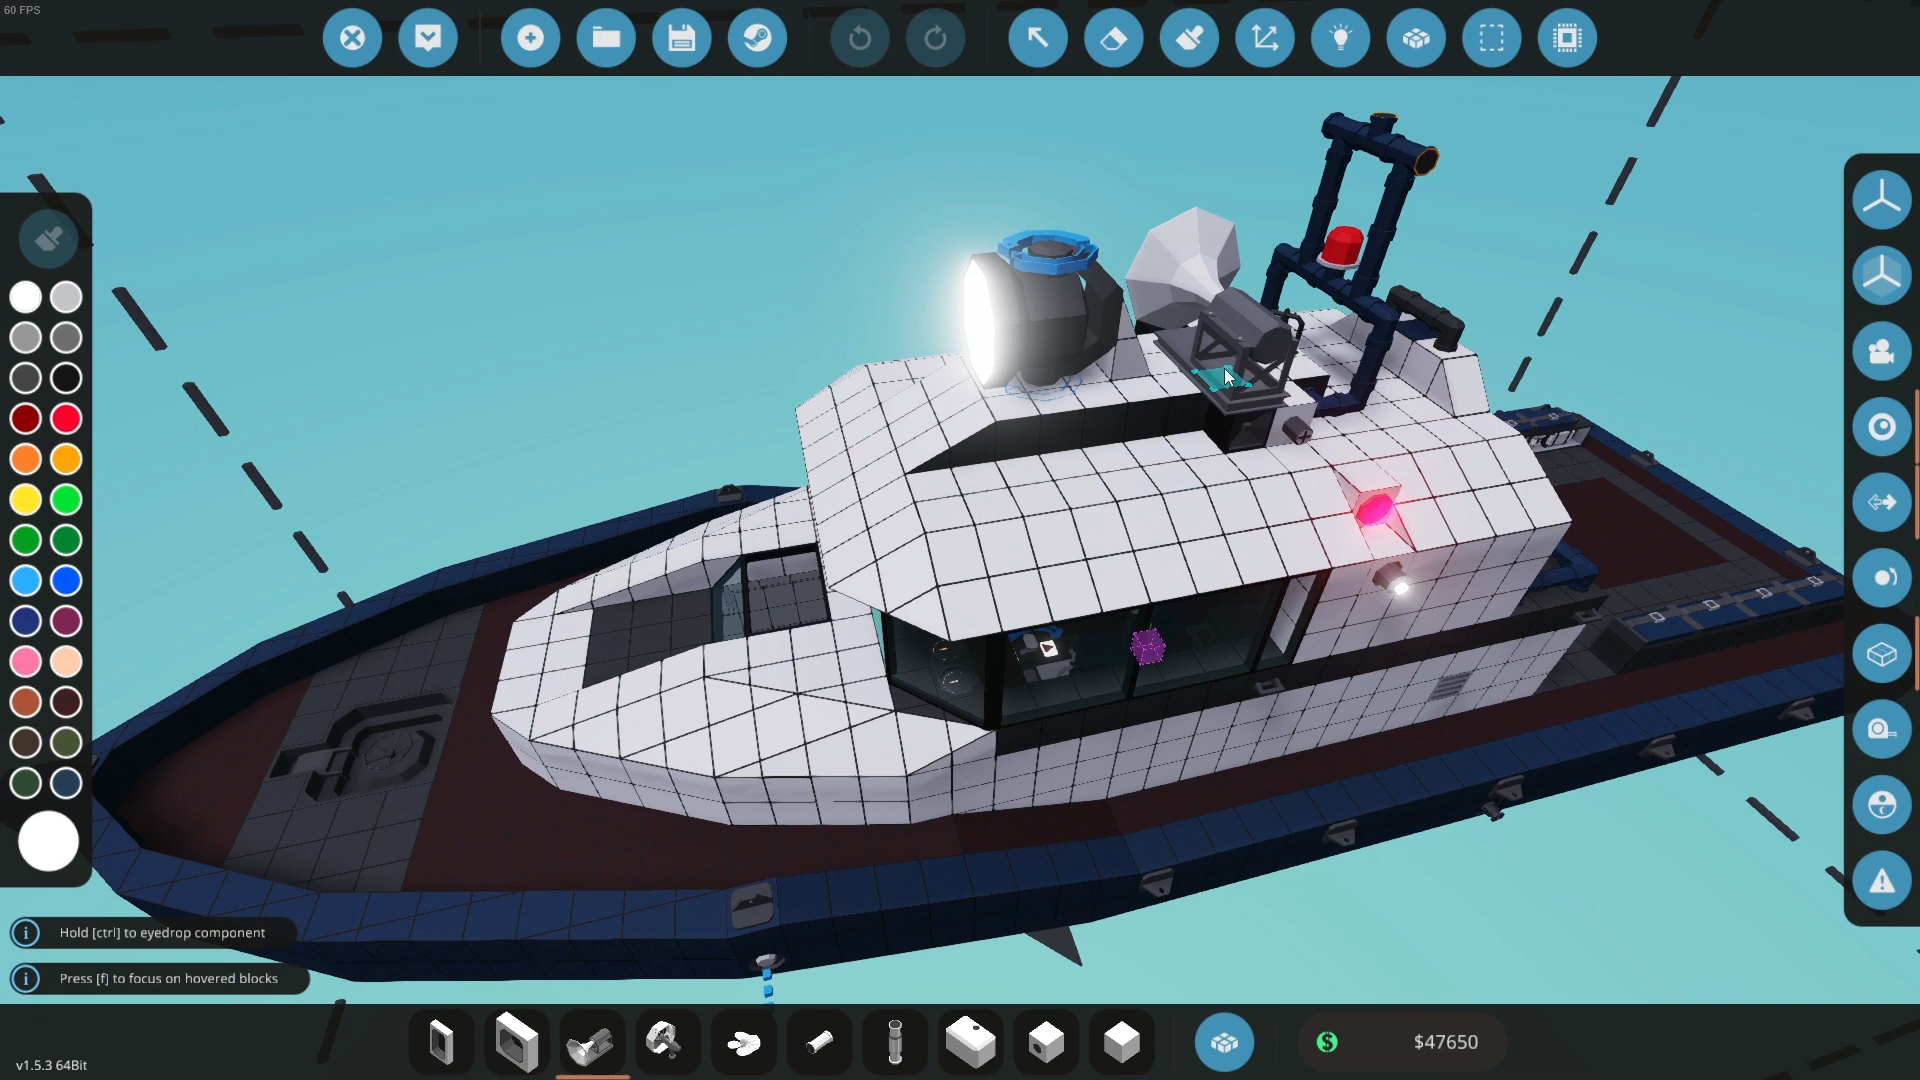 60 FPS
Hold [ctrl] to eyedrop component
Press [f] to focus on hovered blocks
v1.5.3 64Bit
$ $47650